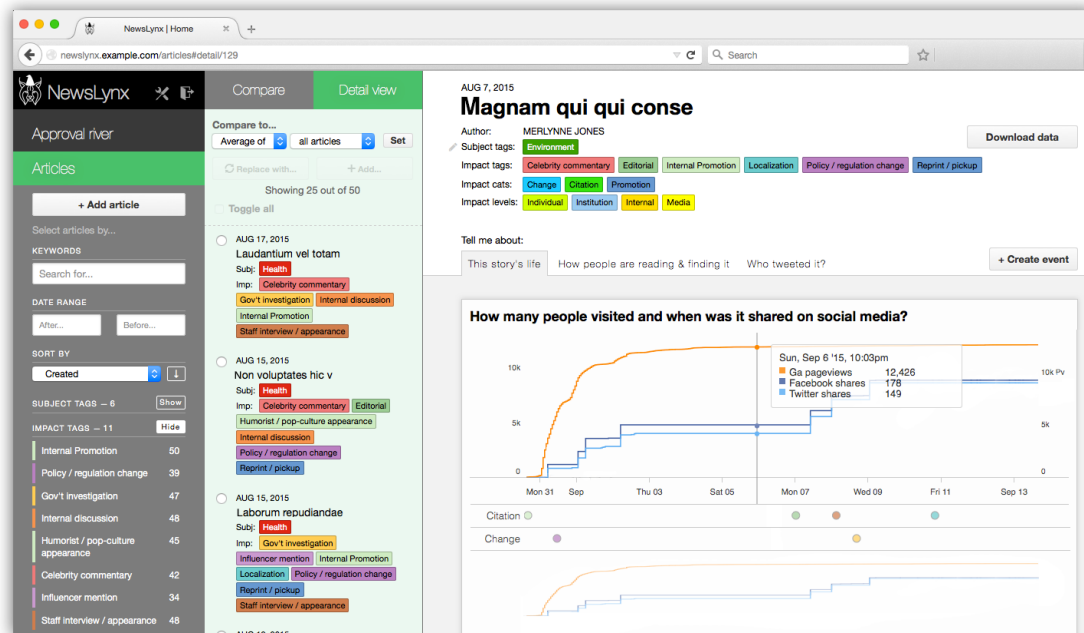 NewsLynx | Home
newslynx.example.com/articles#detail/129
Search
NewsLynx
Approval river
Articles
+ Add article
Select articles by...
KEYWORDS
Search for...
DATE RANGE
After...
Before...
SORT BY
Created
SUBJECT TAGS — 6
Show
IMPACT TAGS — 11
Hide
Internal Promotion 50
Policy / regulation change 39
Gov't investigation 47
Internal discussion 48
Humorist / pop-culture
appearance 45
Celebrity commentary 42
Influencer mention 34
Staff interview / appearance 48
Compare
Detail view
Compare to...
Average of
all articles
Set
Replace with...
+ Add...
Showing 25 out of 50
Toggle all
AUG 17, 2015
Laudantium vel totam
Subj: Health
Imp: Celebrity commentary
Gov't investigation Internal discussion
Internal Promotion
Staff interview / appearance
AUG 15, 2015
Non voluptates hic v
Subj: Health
Imp: Celebrity commentary Editorial
Humorist / pop-culture appearance
Internal discussion
Policy / regulation change
Reprint / pickup
AUG 15, 2015
Laborum repudiandae
Subj: Health
Imp: Gov't investigation
Influencer mention Internal Promotion
Localization Policy / regulation change
Reprint / pickup
Staff interview / appearance
AUG 7, 2015
Magnam qui qui conse
Author: MERLYNNE JONES
Subject tags: Environment
Impact tags: Celebrity commentary Editorial Internal Promotion Localization Policy / regulation change Reprint / pickup
Impact cats: Change Citation Promotion
Impact levels: Individual Institution Internal Media
Download data
Tell me about:
This story's life How people are reading & finding it Who tweeted it?
+ Create event
How many people visited and when was it shared on social media?
Sun, Sep 6 '15, 10:03pm
Ga pageviews 12,426
Facebook shares 178
Twitter shares 149
10k
5k
0
10k Pv
5k
0
Mon 31 Sep Thu 03 Sat 05 Mon 07 Wed 09 Fri 11 Sep 13
Citation
Change